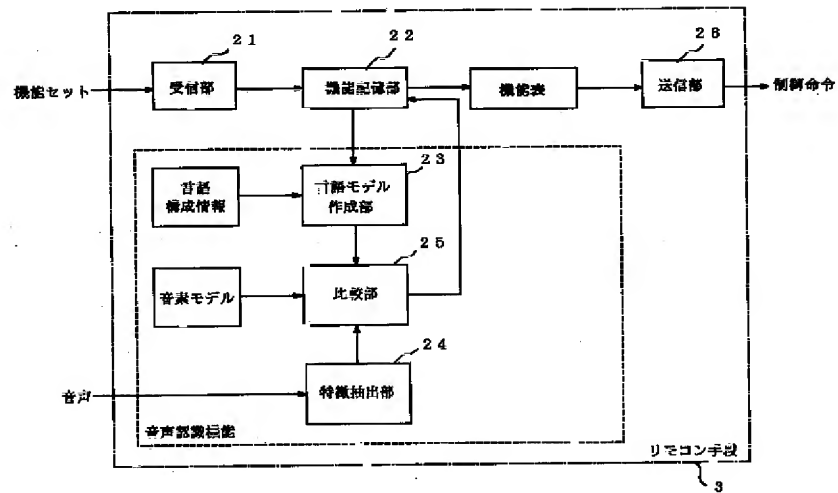 21
22
26
機能セット
受信部
機能記憶部
機能表
送信部
制御命令
23
言語
構成情報
言語モデル
作成部
25
音素モデル
比較部
24
音声
特徴抽出部
音声認識機能
リモコン手段
3